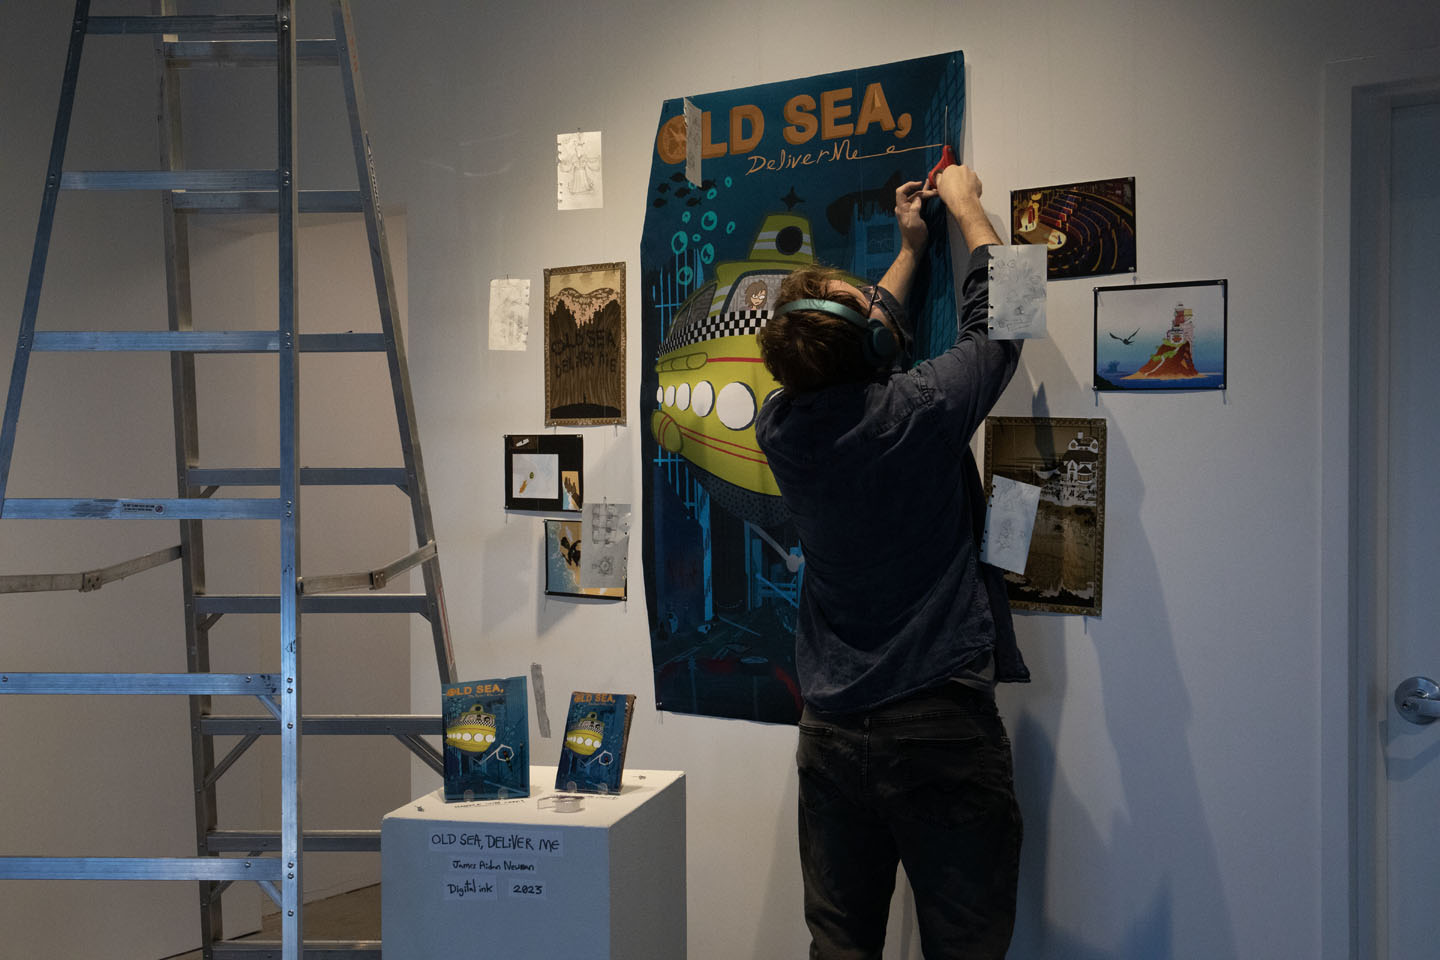 OLD SEA,
Deliver Me
OLD SEA
DELIVER ME
OLD SEA,
OLD SEA,
OLD SEA, DELIVER ME
James Aidan Neuman
Digital ink
2023